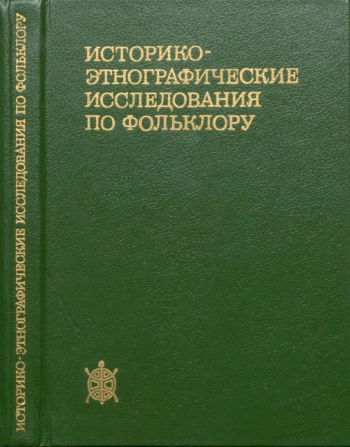 ИСТОРИКО-
ЭТНОГРАФИЧЕСКИЕ
ИССЛЕДОВАНИЯ
ПО ФОЛЬКЛОРУ
ИСТОРИКО-ЭТНОГРАФИЧЕСКИЕ ИССЛЕДОВАНИЯ ПО ФОЛЬКЛОРУ